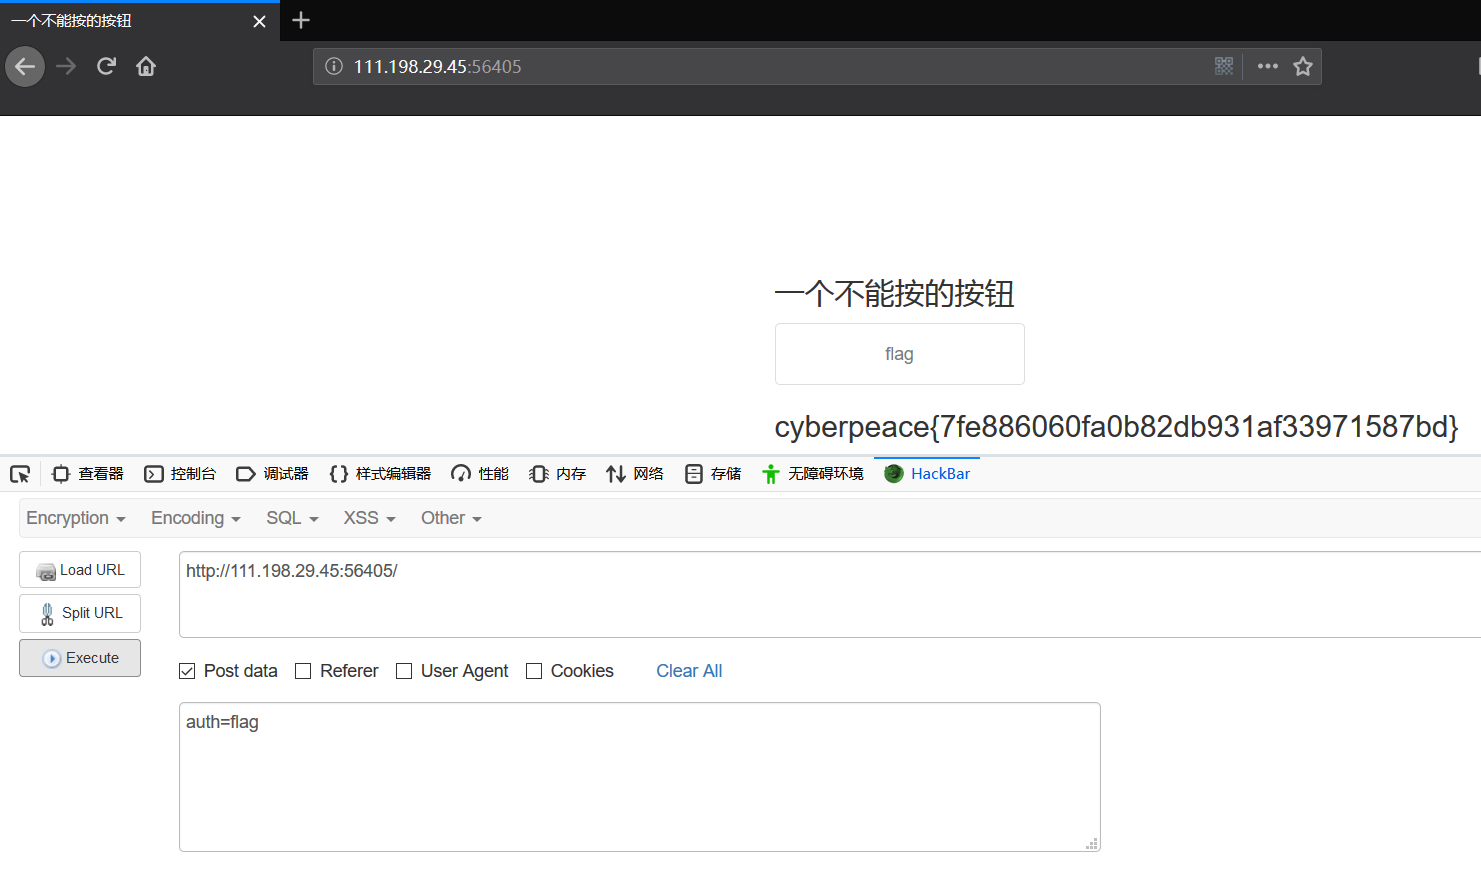 一个不能按的按钮
111.198.29.45:56405
一个不能按的按钮
flag
cyberpeace{7fe886060fa0b82db931af33971587bd}
查看器 控制台 调试器 {} 样式编辑器 性能 内存 网络 存储 无障碍环境 HackBar
Encryption Encoding SQL XSS Other
Load URL http://111.198.29.45:56405/
Split URL
Execute
Post data Referer User Agent Cookies Clear All
auth=flag